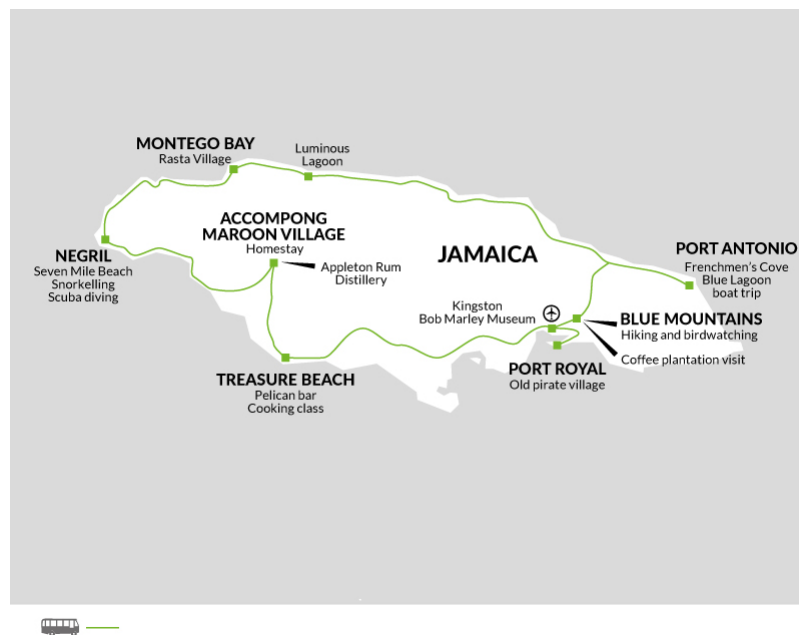 MONTEGO BAY
Rasta Village
Luminous
Lagoon
ACCOMPONG
MAROON VILLAGE
Homestay
Appleton Rum
Distillery
JAMAICA
NEGRIL
Seven Mile Beach
Snorkelling
Scuba diving
PORT ANTONIO
Frenchmen's Cove
Blue Lagoon
boat trip
Kingston
Bob Marley Museum
BLUE MOUNTAINS
Hiking and birdwatching
Coffee plantation visit
PORT ROYAL
Old pirate village
TREASURE BEACH
Pelican bar
Cooking class